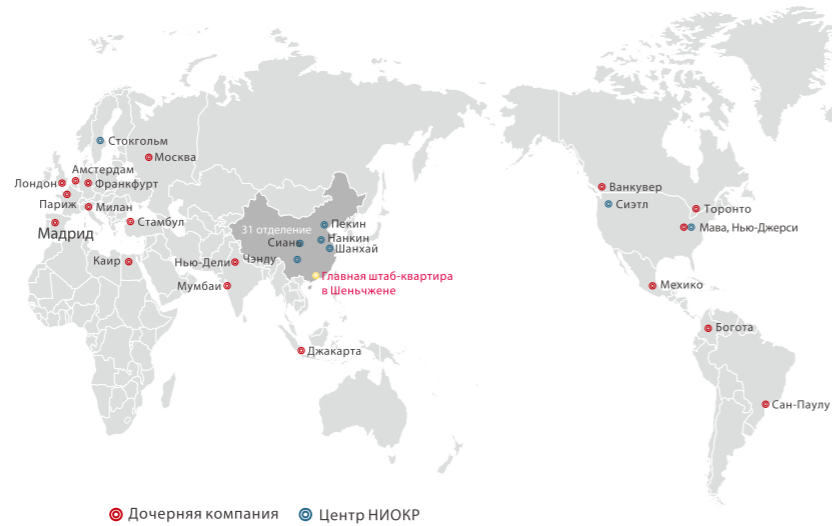 Стокгольм
Москва
Амстердам
Лондон
Франкфурт
Париж
Милан
Стамбул
Мадрид
Каир
Нью-Дели
Мумбаи
31 отделение
Пекин
Сиань
Нанкин
Шанхай
Чэнду
Главная штаб-квартира
в Шеньчжене
Джакарта
Ванкувер
Сиэтл
Торонто
Мава, Нью-Джерси
Мехико
Богота
Сан-Паулу
Дочерняя компания
Центр НИОКР